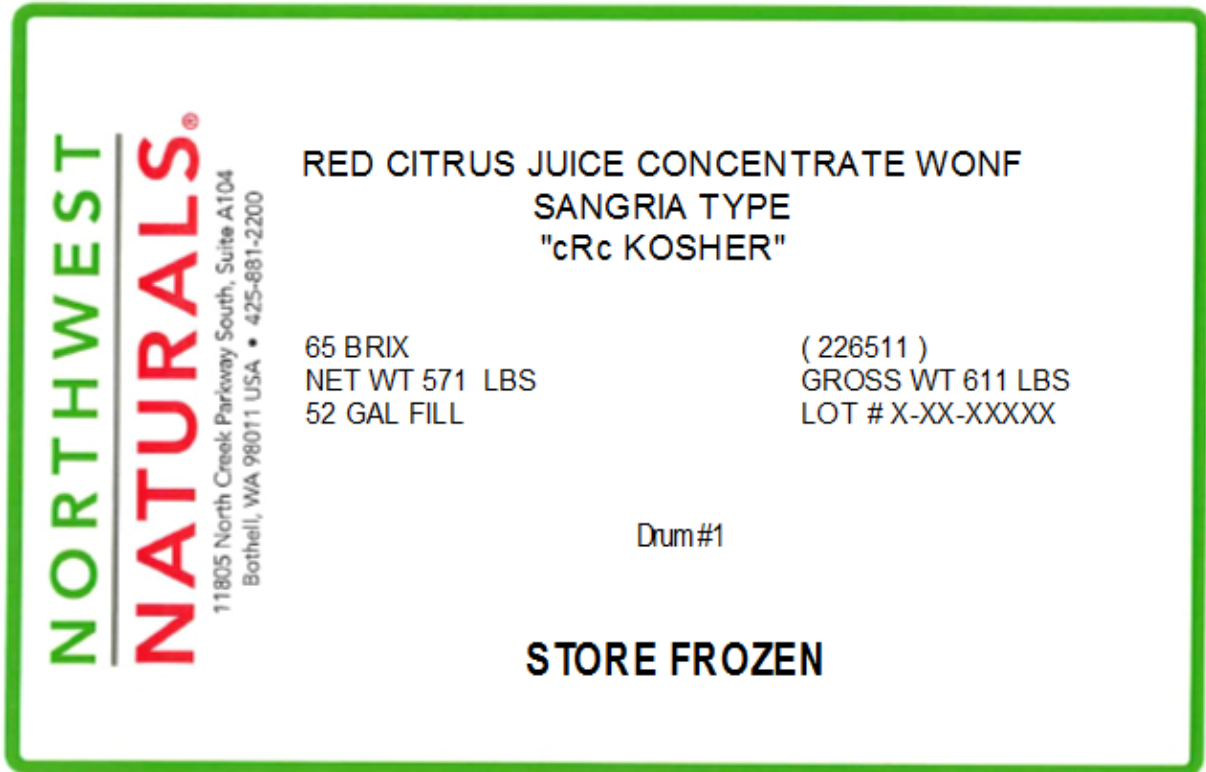 NORTHWEST
NATURALS®
11805 North Creek Parkway South, Suite A104
Bothell, WA 98011 USA • 425-881-2200
RED CITRUS JUICE CONCENTRATE WONF
SANGRIA TYPE
"cRc KOSHER"
65 BRIX
NET WT 571 LBS
52 GAL FILL
( 226511 )
GROSS WT 611 LBS
LOT # X-XX-XXXXX
Drum #1
STORE FROZEN